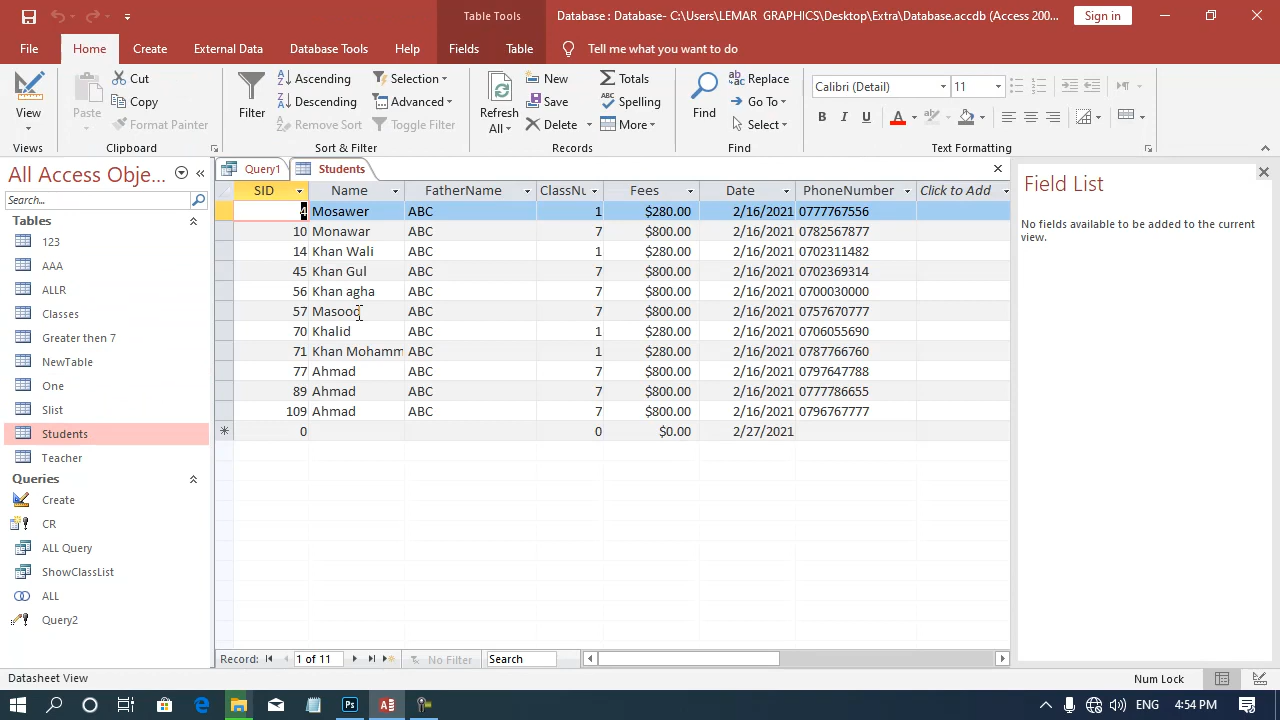 Table Tools
Database : Database- C:\Users\LEMAR GRAPHICS\Desktop\Extra\Database.accdb (Access 200...
Sign in
File Home Create External Data Database Tools Help Fields Table Tell me what you want to do
View
Views
Paste
Cut
Copy
Format Painter
Clipboard
Filter
Ascending
Descending
Remove Sort
Selection
Advanced
Toggle Filter
Sort & Filter
Refresh All
New
Save
Delete
Totals
Spelling
More
Records
Find
Replace
Go To
Select
Find
Calibri (Detail) 11
B I U
Text Formatting
All Access Obje...
Search...
Tables
123
AAA
ALLR
Classes
Greater then 7
NewTable
One
Slist
Students
Teacher
Queries
Create
CR
ALL Query
ShowClassList
ALL
Query2
Query1 Students
SID Name FatherName ClassNu Fees Date PhoneNumber Click to Add
4 Mosawer ABC 1 $280.00 2/16/2021 0777767556
10 Monawar ABC 7 $800.00 2/16/2021 0782567877
14 Khan Wali ABC 1 $280.00 2/16/2021 0702311482
45 Khan Gul ABC 7 $800.00 2/16/2021 0702369314
56 Khan agha ABC 7 $800.00 2/16/2021 0700030000
57 Masood ABC 7 $800.00 2/16/2021 0757670777
70 Khalid ABC 1 $280.00 2/16/2021 0706055690
71 Khan Mohamm ABC 1 $280.00 2/16/2021 0787766760
77 Ahmad ABC 7 $800.00 2/16/2021 0797647788
89 Ahmad ABC 7 $800.00 2/16/2021 0777786655
109 Ahmad ABC 7 $800.00 2/16/2021 0796767777
0 0 $0.00 2/27/2021
Record: 1 of 11 No Filter Search
Field List
No fields available to be added to the current
view.
Datasheet View
Num Lock
ENG 4:54 PM